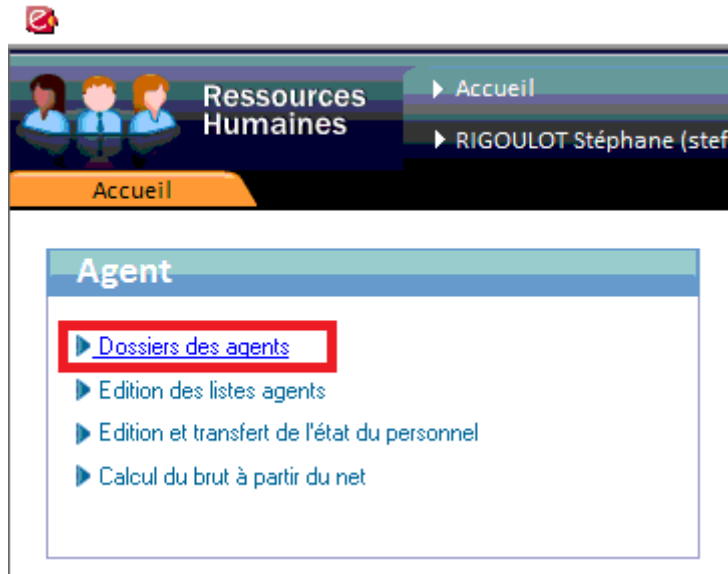 Ressources
Humaines
Accueil
RIGOULOT Stéphane (stef
Accueil
Agent
Dossiers des agents
Edition des listes agents
Edition et transfert de l'état du personnel
Calcul du brut à partir du net